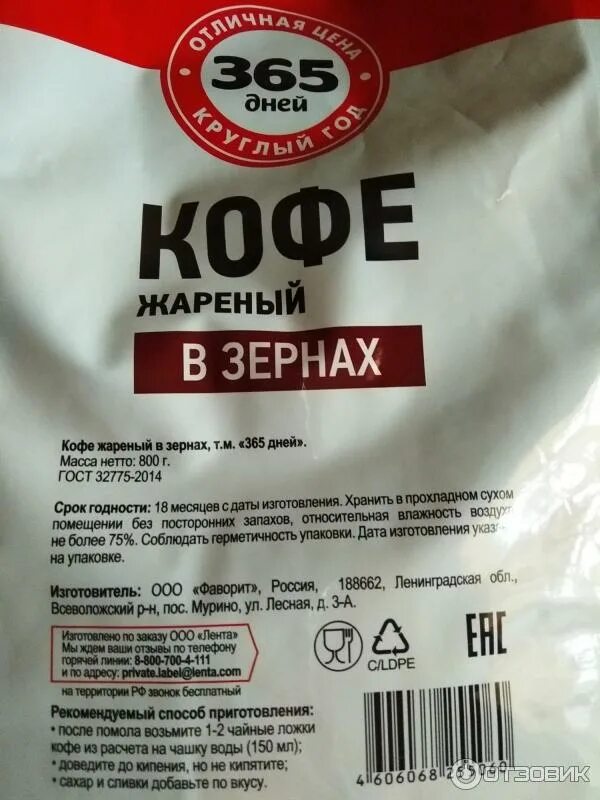 ОТЛИЧНАЯ ЦЕНА
365
дней
КРУГЛЫЙ ГОД
КОФЕ
ЖАРЕНЫЙ
В ЗЕРНАХ
Кофе жареный в зернах, т.м. «365 дней».
Масса нетто: 800 г.
ГОСТ 32775-2014
Срок годности: 18 месяцев с даты изготовления. Хранить в прохладном сухом
помещении без посторонних запахов, относительная влажность воздух
не более 75%. Соблюдать герметичность упаковки. Дата изготовления указ
на упаковке.
Изготовитель: ООО «Фаворит», Россия, 188662, Ленинградская обл.,
Всеволожский р-н, пос. Мурино, ул. Лесная, д. 3-А.
Изготовлено по заказу ООО «Лента»
Мы ждем ваши отзывы по телефону
горячей линии: 8-800-700-4-111
и по адресу: private.label@lenta.com
на территории РФ звонок бесплатный
C/LDPE
EAC
Рекомендуемый способ приготовления:
• после помола возьмите 1-2 чайные ложки
кофе из расчета на чашку воды (150 мл);
• доведите до кипения, но не кипятите;
• сахар и сливки добавьте по вкусу.
4 606068
ОТЗОВИК